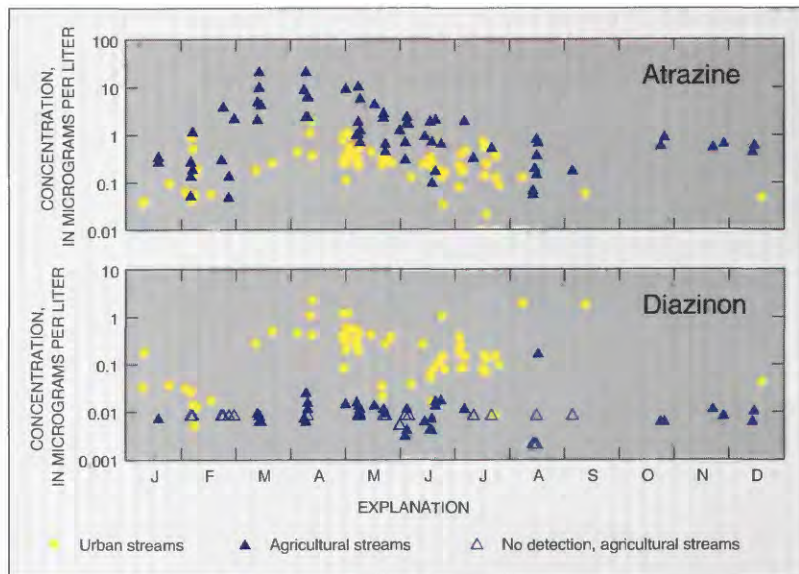 CONCENTRATION,
IN MICROGRAMS PER LITER
100
10
1
0.1
0.01
Atrazine
CONCENTRATION,
IN MICROGRAMS PER LITER
10
1
0.1
0.01
0.001
Diazinon
J F M A M J J A S O N D
EXPLANATION
Urban streams Agricultural streams No detection, agricultural streams